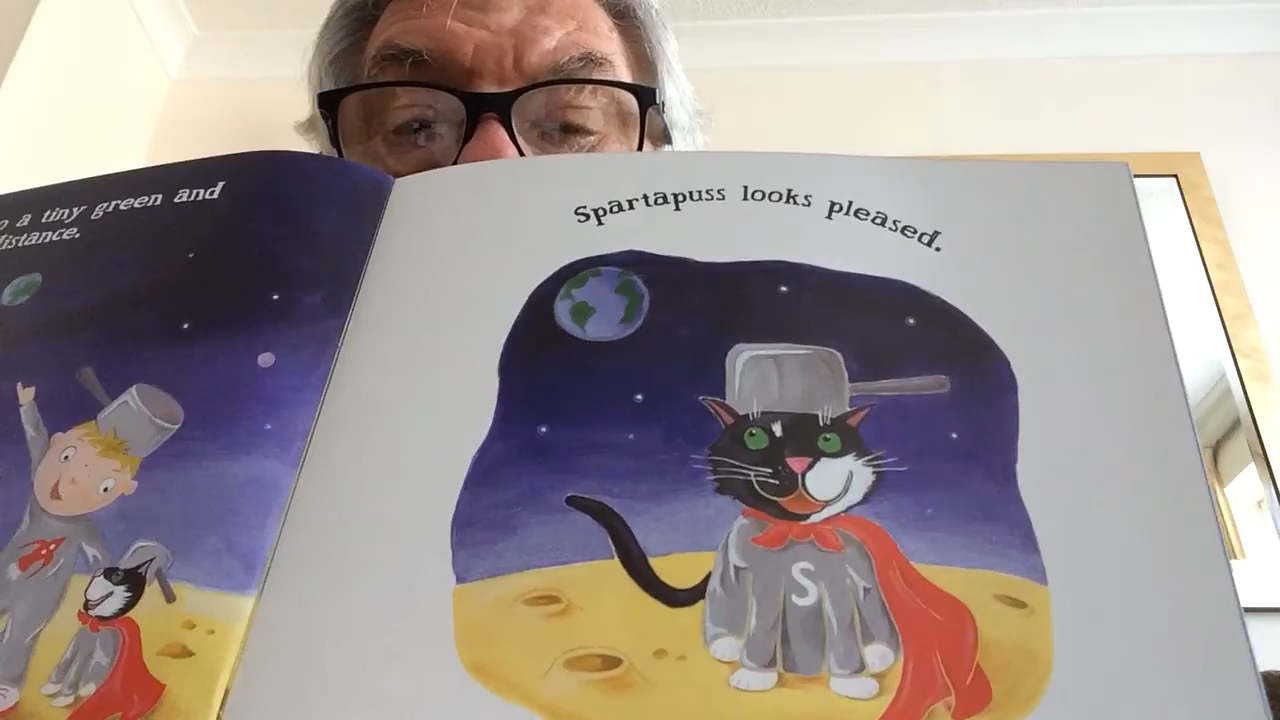 a tiny green and
distance.
Spartapuss looks pleased.
S